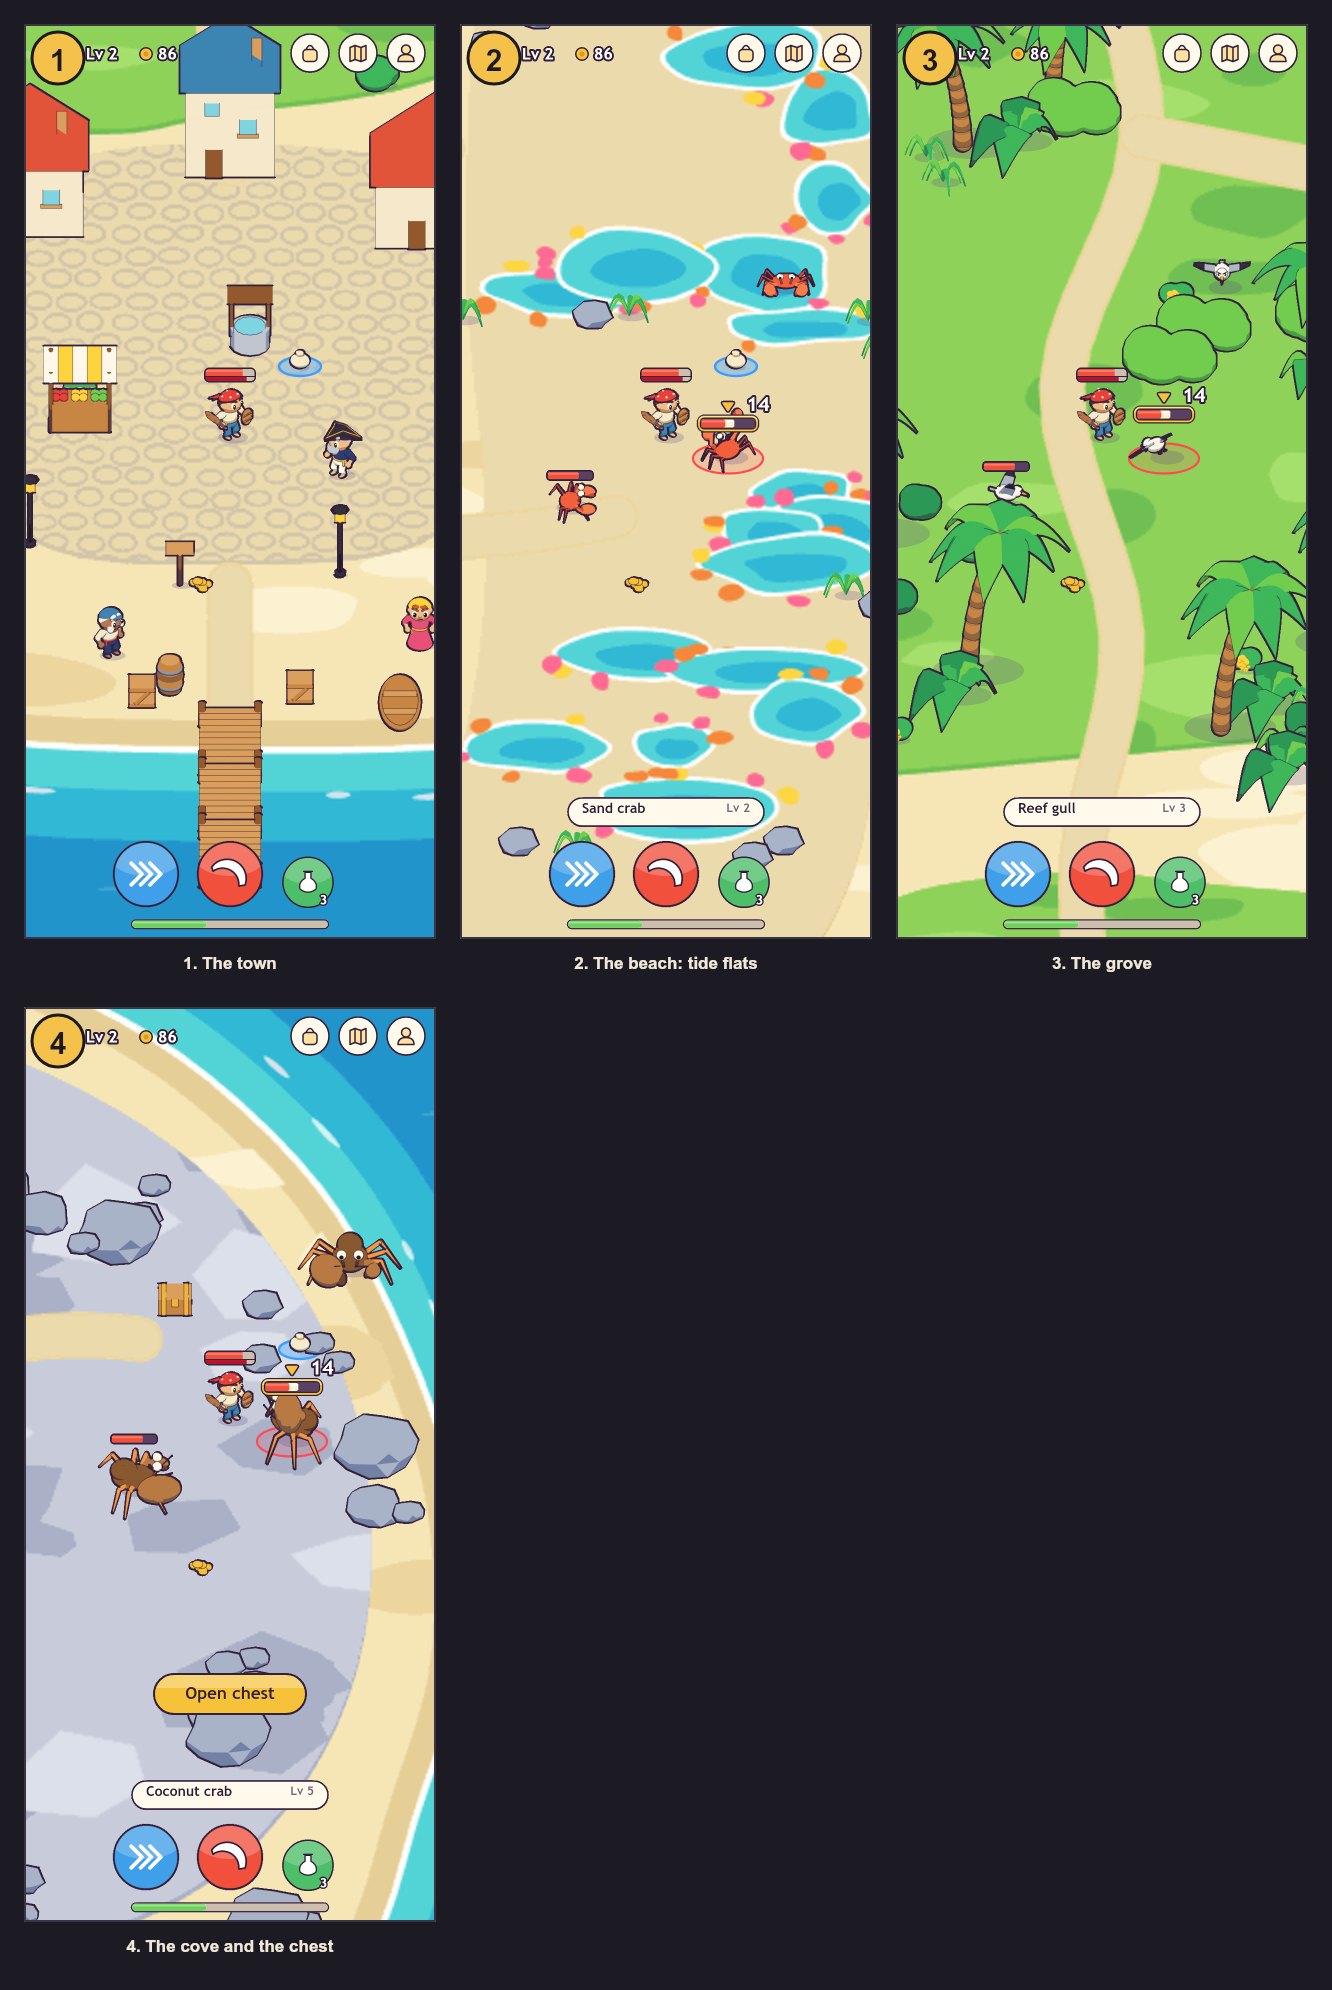 1 Lv 2 86
2 Lv 2 86
3 Lv 2 86
14
14
Sand crab Lv 2
Reef gull Lv 3
3
3
3
1. The town
2. The beach: tide flats
3. The grove
4 Lv 2 86
14
Open chest
Coconut crab Lv 5
3
4. The cove and the chest